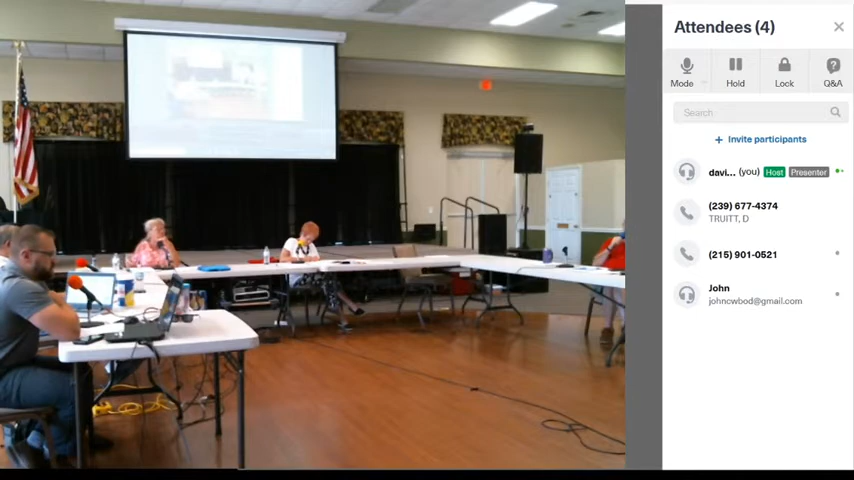 Attendees (4)
Mode
Hold
Lock
Q&A
Search
+ Invite participants
davi... (you) Host Presenter
(239) 677-4374
TRUITT, D
(215) 901-0521
John
johncwbod@gmail.com